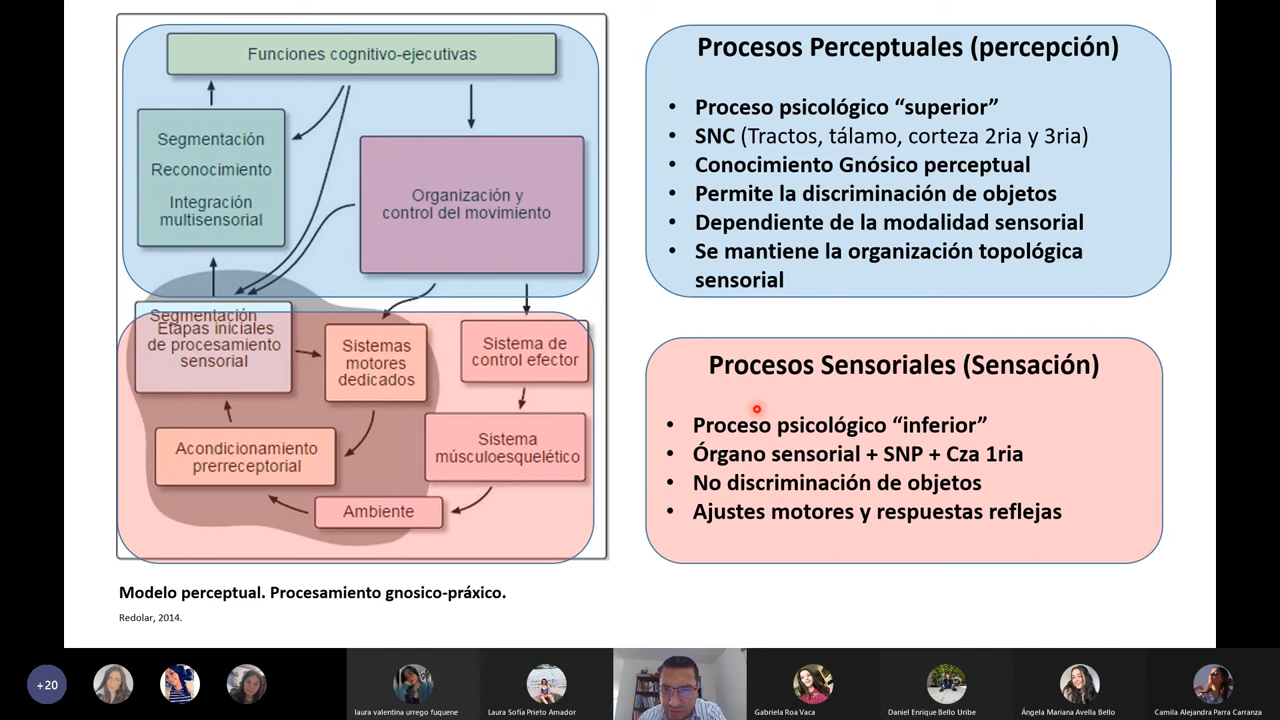 Funciones cognitivo-ejecutivas
Segmentación
Reconocimiento
Integración
multisensorial
Organización y
control del movimiento
Segmentación
Etapas iniciales
de procesamiento
sensorial
Sistemas
motores
dedicados
Sistema de
control efector
Acondicionamiento
prerreceptorial
Sistema
músculoesquelético
Ambiente
Modelo perceptual. Procesamiento gnosico-práxico.
Redolar, 2014.
Procesos Perceptuales (percepción)
• Proceso psicológico “superior”
• SNC (Tractos, tálamo, corteza 2ria y 3ria)
• Conocimiento Gnósico perceptual
• Permite la discriminación de objetos
• Dependiente de la modalidad sensorial
• Se mantiene la organización topológica
sensorial
Procesos Sensoriales (Sensación)
• Proceso psicológico “inferior”
• Órgano sensorial + SNP + Cza 1ria
• No discriminación de objetos
• Ajustes motores y respuestas reflejas
+20
laura valentina urrego fuquene
Laura Sofía Prieto Amador
Gabriela Roa Vaca
Daniel Enrique Bello Uribe
Ángela Mariana Avella Bello
Camila Alejandra Parra Carranza